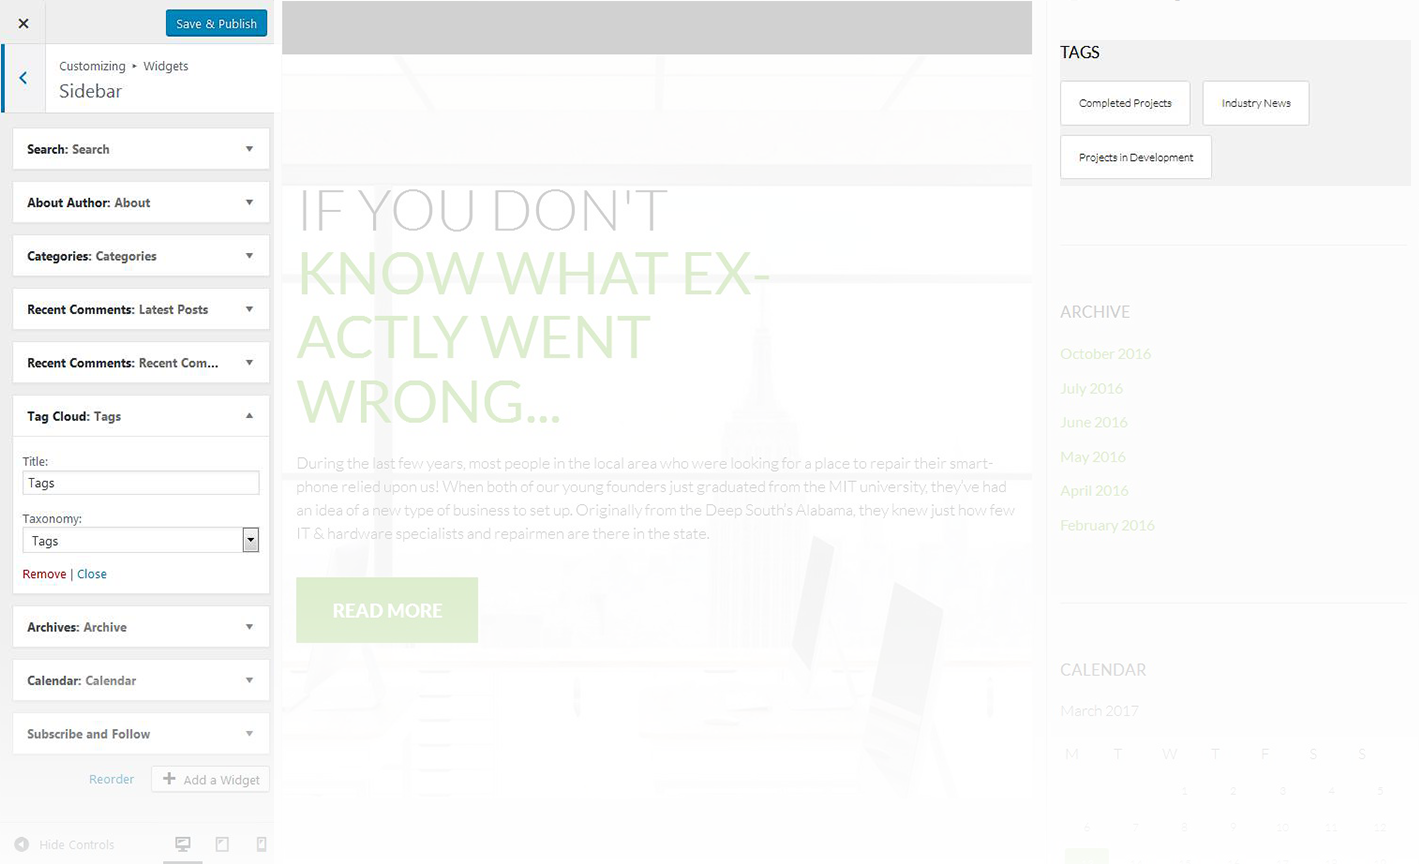 Save & Publish
Customizing ▸ Widgets
Sidebar
Search: Search
About Author: About
Categories: Categories
Recent Comments: Latest Posts
Recent Comments: Recent Com...
Tag Cloud: Tags
Title:
Tags
Taxonomy:
Tags
Remove | Close
Archives: Archive
Calendar: Calendar
Subscribe and Follow
Reorder
Add a Widget
Hide Controls
IF YOU DON'T
KNOW WHAT EX-
ACTLY WENT
WRONG...
During the last few years, most people in the local area who were looking for a place to repair their smart-
phone relied upon us! When both of our young founders just graduated from the MIT university, they've had
an idea of a new type of business to set up. Originally from the Deep South's Alabama, they knew just how few
IT & hardware specialists and repairmen are there in the state.
READ MORE
TAGS
Completed Projects
Industry News
Projects in Development
ARCHIVE
October 2016
July 2016
June 2016
May 2016
April 2016
February 2016
CALENDAR
March 2017
M T W T F S S
1 2 3 4 5
6 7 8 9 10 11 12